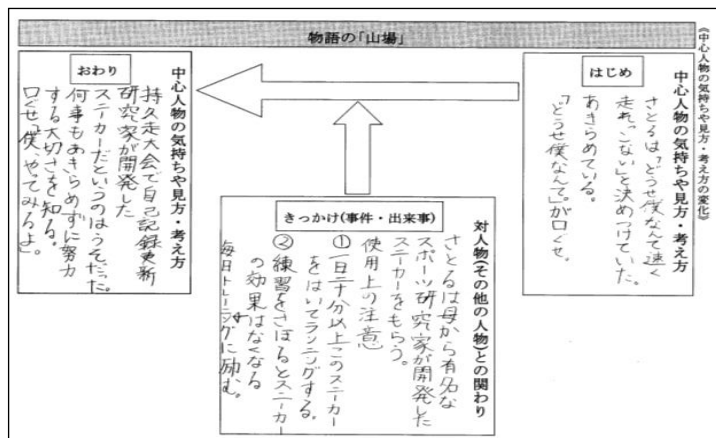 《中心人物の気持ちや見方・考え方の変化》
物語の「山場」
はじめ
中心人物の気持ちや見方・考え方
さとるは「どうせ僕なんて速く
走れっこない」と決めつけていた。
あきらめている。
「どうせ僕なんて。」が口ぐせ。
きっかけ(事件・出来事)
対人物(その他の人物)との関わり
さとるは母から有名な
スポーツ研究家が開発した
スニーカーをもらう。
使用上の注意
①一日二十分以上このスニーカー
をはいてランニングする。
②練習をさぼるとスニーカー
の効果はなくなる
毎日トレーニングに励む。
おわり
中心人物の気持ちや見方・考え方
持久走大会で自己記録更新
研究家が開発した
スニーカーだというのはうそだった。
何事もあきらめずに努力
する大切さを知る。
口ぐせ「僕、やってみるよ」。